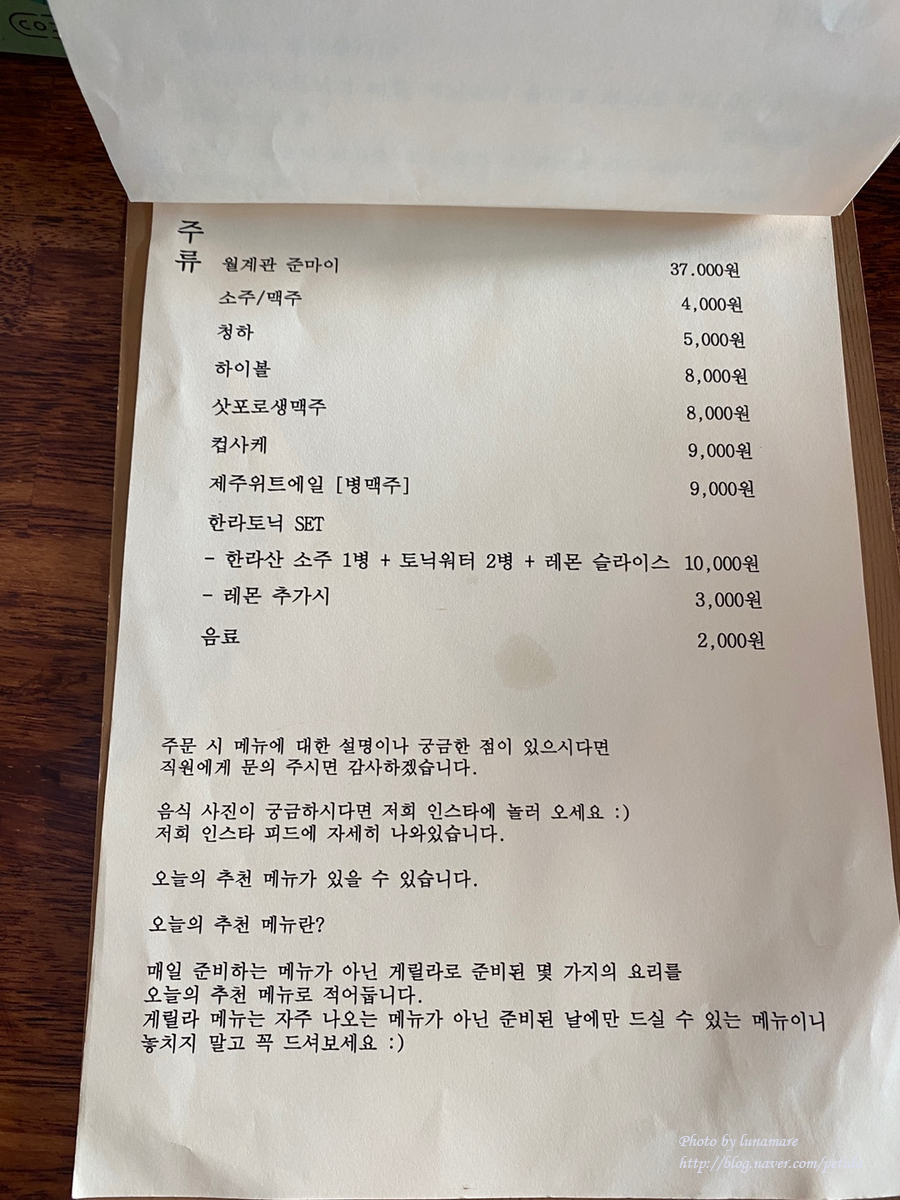 주류
월계관 준마이 37.000원
소주/맥주 4,000원
청하 5,000원
하이볼 8,000원
삿포로생맥주 8,000원
컵사케 9,000원
제주위트에일 [병맥주] 9,000원
한라토닉 SET
- 한라산 소주 1병 + 토닉워터 2병 + 레몬 슬라이스 10,000원
- 레몬 추가시 3,000원
음료 2,000원
주문 시 메뉴에 대한 설명이나 궁금한 점이 있으시다면
직원에게 문의 주시면 감사하겠습니다.
음식 사진이 궁금하시다면 저희 인스타에 놀러 오세요 :)
저희 인스타 피드에 자세히 나와있습니다.
오늘의 추천 메뉴가 있을 수 있습니다.
오늘의 추천 메뉴란?
매일 준비하는 메뉴가 아닌 게릴라로 준비된 몇 가지의 요리를
오늘의 추천 메뉴로 적어둡니다.
게릴라 메뉴는 자주 나오는 메뉴가 아닌 준비된 날에만 드실 수 있는 메뉴이니
놓치지 말고 꼭 드셔보세요 :)
Photo by lunamare